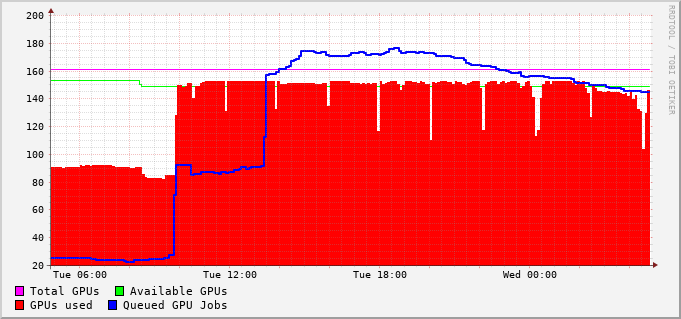 200
180
160
140
120
100
80
60
40
20
Tue 06:00 Tue 12:00 Tue 18:00 Wed 00:00
Total GPUs Available GPUs
GPUs used Queued GPU Jobs
RRDTOOL / TOBI OETIKER